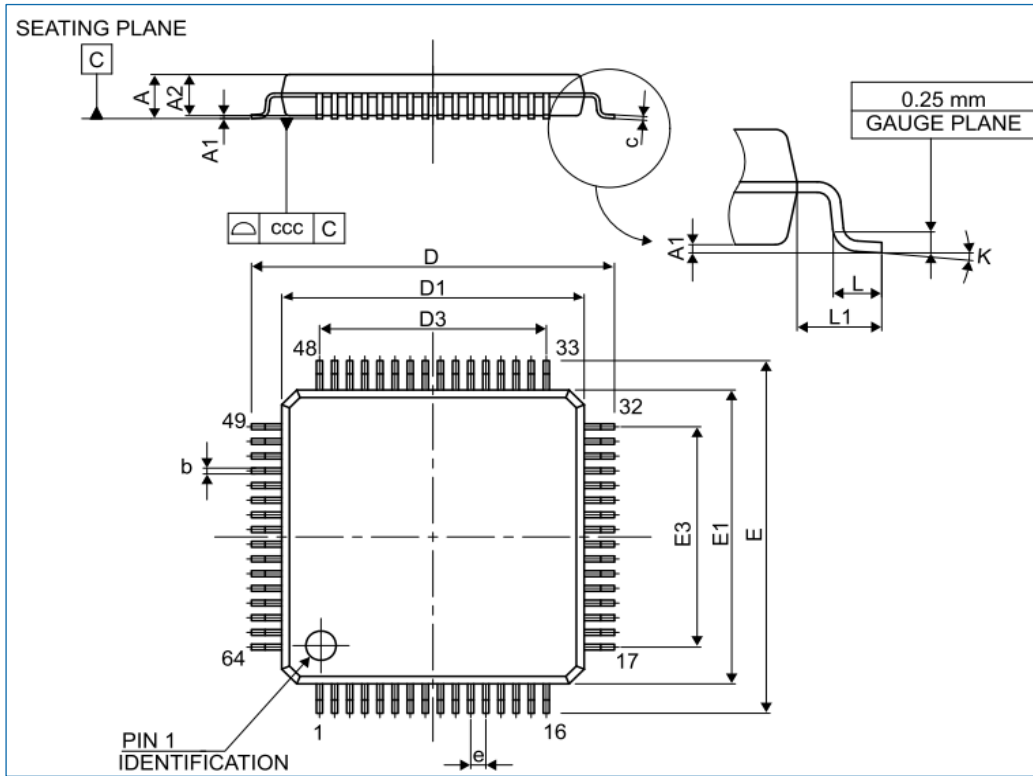 SEATING PLANE
C
A
A2
A1
c
ccc C
0.25 mm
GAUGE PLANE
A1
K
L
L1
D
D1
D3
48
33
49
32
b
E3
E1
E
64
17
1
16
e
PIN 1
IDENTIFICATION